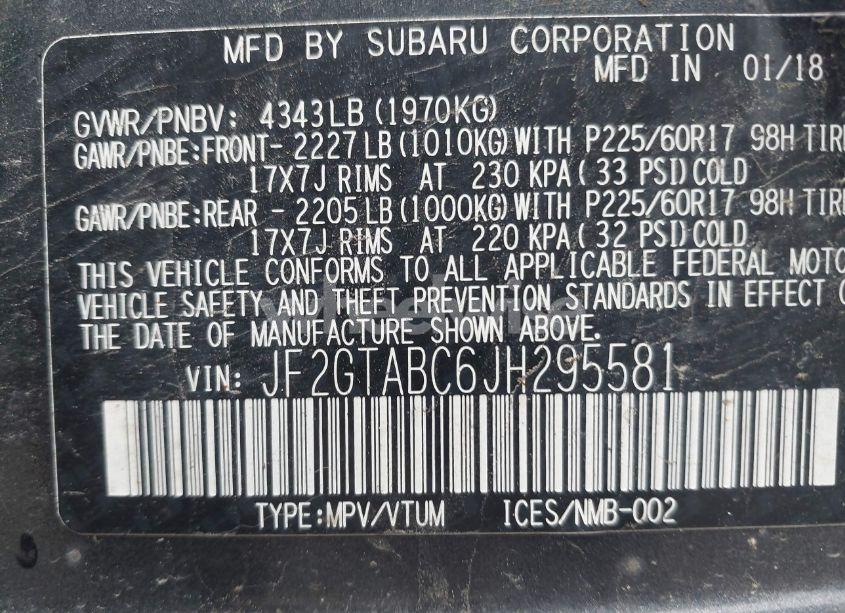 MFD BY SUBARU CORPORATION
MFD IN 01/18
GVWR/PNBV: 4343LB (1970KG)
GAWR/PNBE:FRONT- 2227 LB (1010KG) WITH P225/60R17 98H TIRE
17X7J RIMS AT 230 KPA ( 33 PSI) COLD
GAWR/PNBE:REAR - 2205 LB (1000KG) WITH P225/60R17 98H TIRE
17X7J RIMS AT 220 KPA ( 32 PSI) COLD
THIS VEHICLE CONFORMS TO ALL APPLICABLE FEDERAL MOTO
VEHICLE SAFETY AND THEFT PREVENTION STANDARDS IN EFFECT
THE DATE OF MANUFACTURE SHOWN ABOVE.
VIN: JF2GTABC6JH295581
TYPE:MPV/VTUM ICES/NMB-002